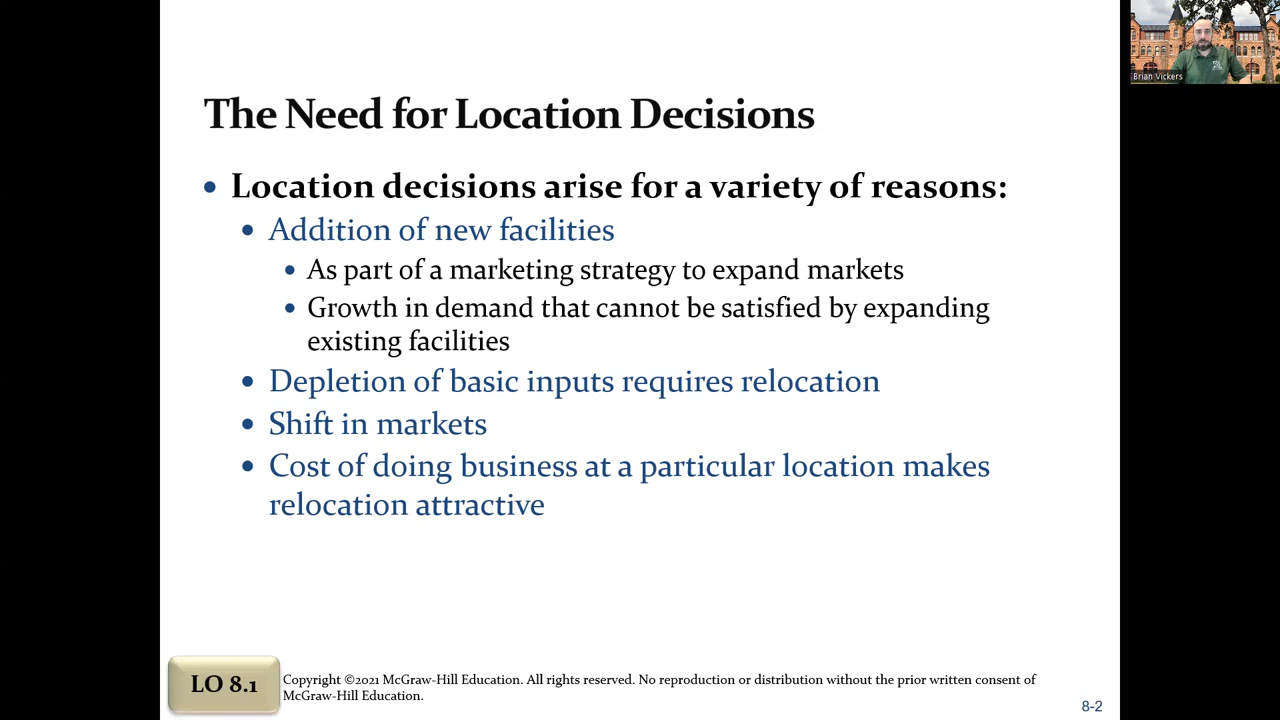 Brian Vickers
The Need for Location Decisions
• Location decisions arise for a variety of reasons:
• Addition of new facilities
• As part of a marketing strategy to expand markets
• Growth in demand that cannot be satisfied by expanding
existing facilities
• Depletion of basic inputs requires relocation
• Shift in markets
• Cost of doing business at a particular location makes
relocation attractive
LO 8.1
Copyright ©2021 McGraw-Hill Education. All rights reserved. No reproduction or distribution without the prior written consent of
McGraw-Hill Education.
8-2